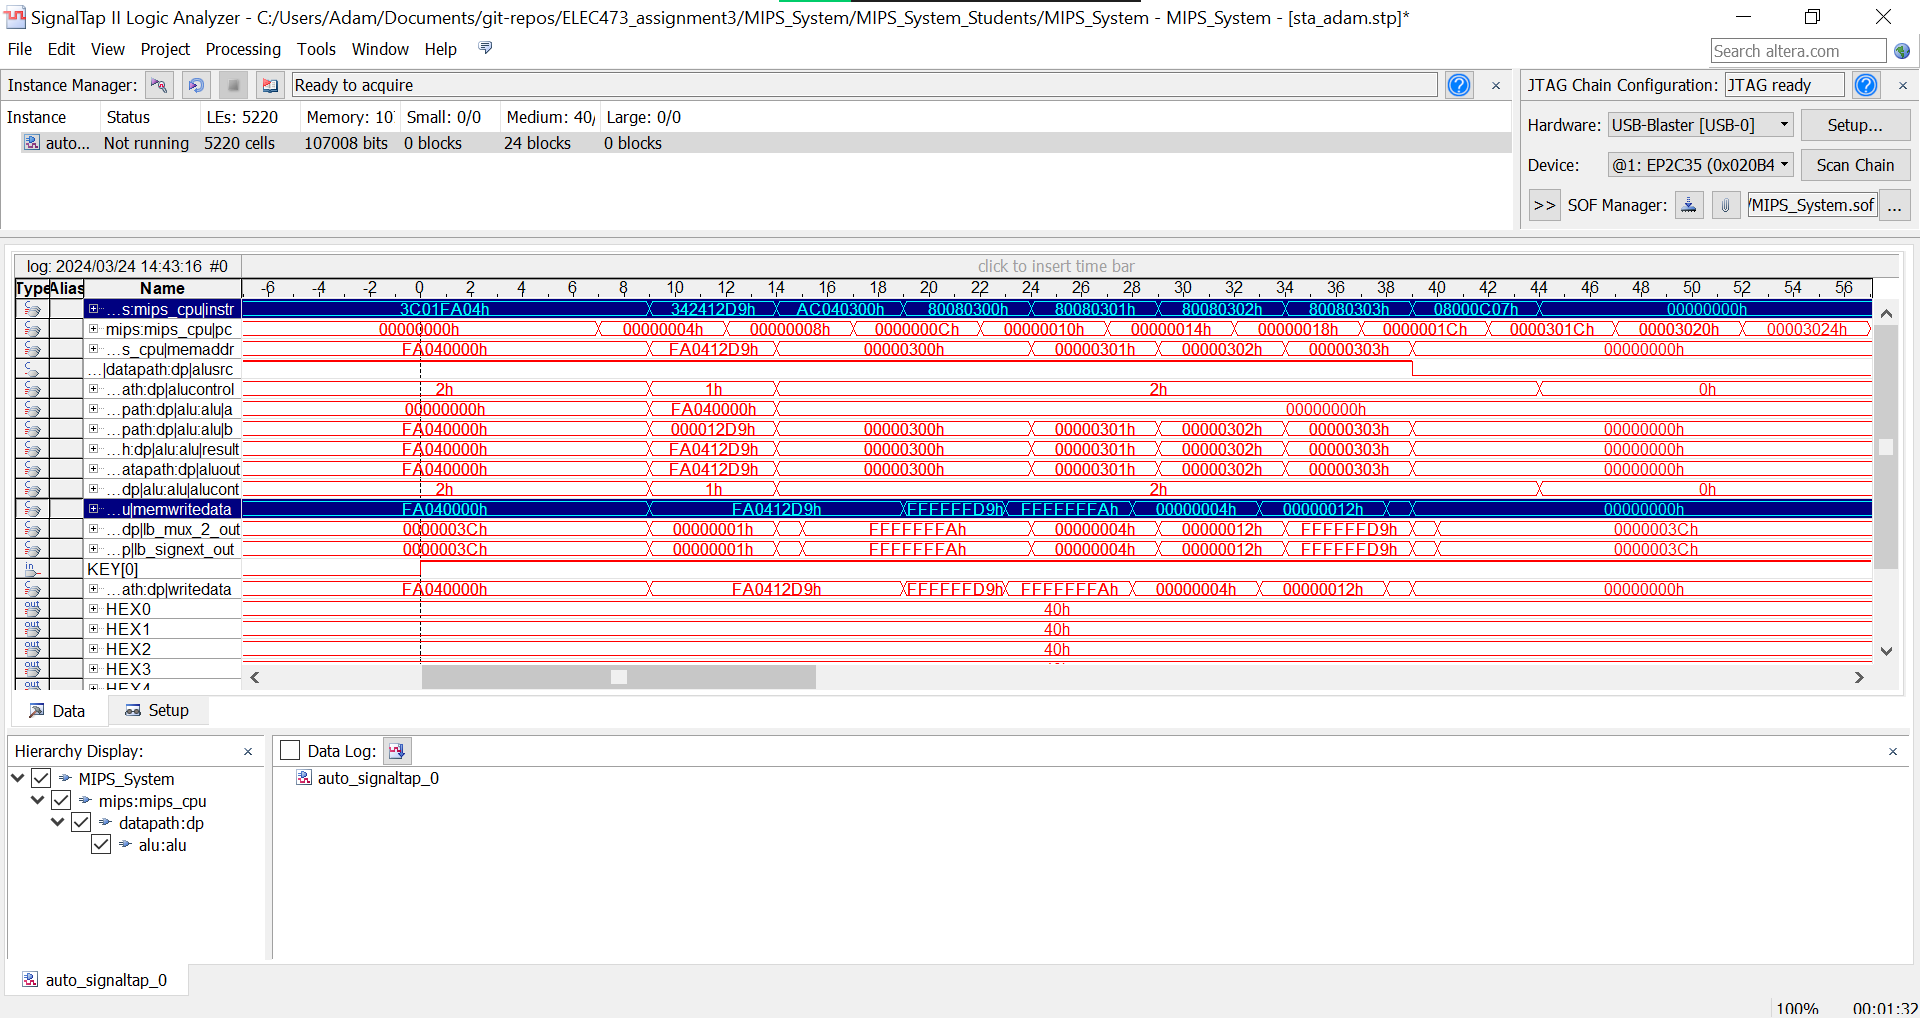 SignalTap II Logic Analyzer - C:/Users/Adam/Documents/git-repos/ELEC473_assignment3/MIPS_System/MIPS_System_Students/MIPS_System - MIPS_System - [sta_adam.stp]*
File Edit View Project Processing Tools Window Help
Search altera.com
Instance Manager: Ready to acquire
JTAG Chain Configuration: JTAG ready
Instance Status LEs: 5220 Memory: 10 Small: 0/0 Medium: 40/ Large: 0/0
auto... Not running 5220 cells 107008 bits 0 blocks 24 blocks 0 blocks
Hardware: USB-Blaster [USB-0] Setup...
Device: @1: EP2C35 (0x020B4 Scan Chain
>> SOF Manager: /MIPS_System.sof ...
log: 2024/03/24 14:43:16 #0 click to insert time bar
Type Alias Name -6 -4 -2 0 2 4 6 8 10 12 14 16 18 20 22 24 26 28 30 32 34 36 38 40 42 44 46 48 50 52 54 56
...s:mips_cpu|instr 3C01FA04h 342412D9h AC040300h 80080300h 80080301h 80080302h 80080303h 08000C07h 00000000h
mips:mips_cpu|pc 00000000h 00000004h 00000008h 0000000Ch 00000010h 00000014h 00000018h 0000001Ch 0000301Ch 00003020h 00003024h
...s_cpu|memaddr FA040000h FA0412D9h 00000300h 00000301h 00000302h 00000303h 00000000h
...|datapath:dp|alusrc
...ath:dp|alucontrol 2h 1h 2h 0h
...path:dp|alu:alu|a 00000000h FA040000h 00000000h
...path:dp|alu:alu|b FA040000h 000012D9h 00000300h 00000301h 00000302h 00000303h 00000000h
...h:dp|alu:alu|result FA040000h FA0412D9h 00000300h 00000301h 00000302h 00000303h 00000000h
...atapath:dp|aluout FA040000h FA0412D9h 00000300h 00000301h 00000302h 00000303h 00000000h
...dp|alu:alu|alucont 2h 1h 2h 0h
...u|memwritedata FA040000h FA0412D9h FFFFFFD9h FFFFFFFAh 00000004h 00000012h 00000000h
...dp|lb_mux_2_out 0000003Ch 00000001h FFFFFFFAh 00000004h 00000012h FFFFFFD9h 0000003Ch
...p|lb_signext_out 0000003Ch 00000001h FFFFFFFAh 00000004h 00000012h FFFFFFD9h 0000003Ch
in KEY[0]
...ath:dp|writedata FA040000h FA0412D9h FFFFFFD9h FFFFFFFAh 00000004h 00000012h 00000000h
out HEX0 40h
out HEX1 40h
out HEX2 40h
out HEX3
out HEX4
Data Setup
Hierarchy Display:
Data Log:
MIPS_System
auto_signaltap_0
mips:mips_cpu
datapath:dp
alu:alu
auto_signaltap_0
100% 00:01:32